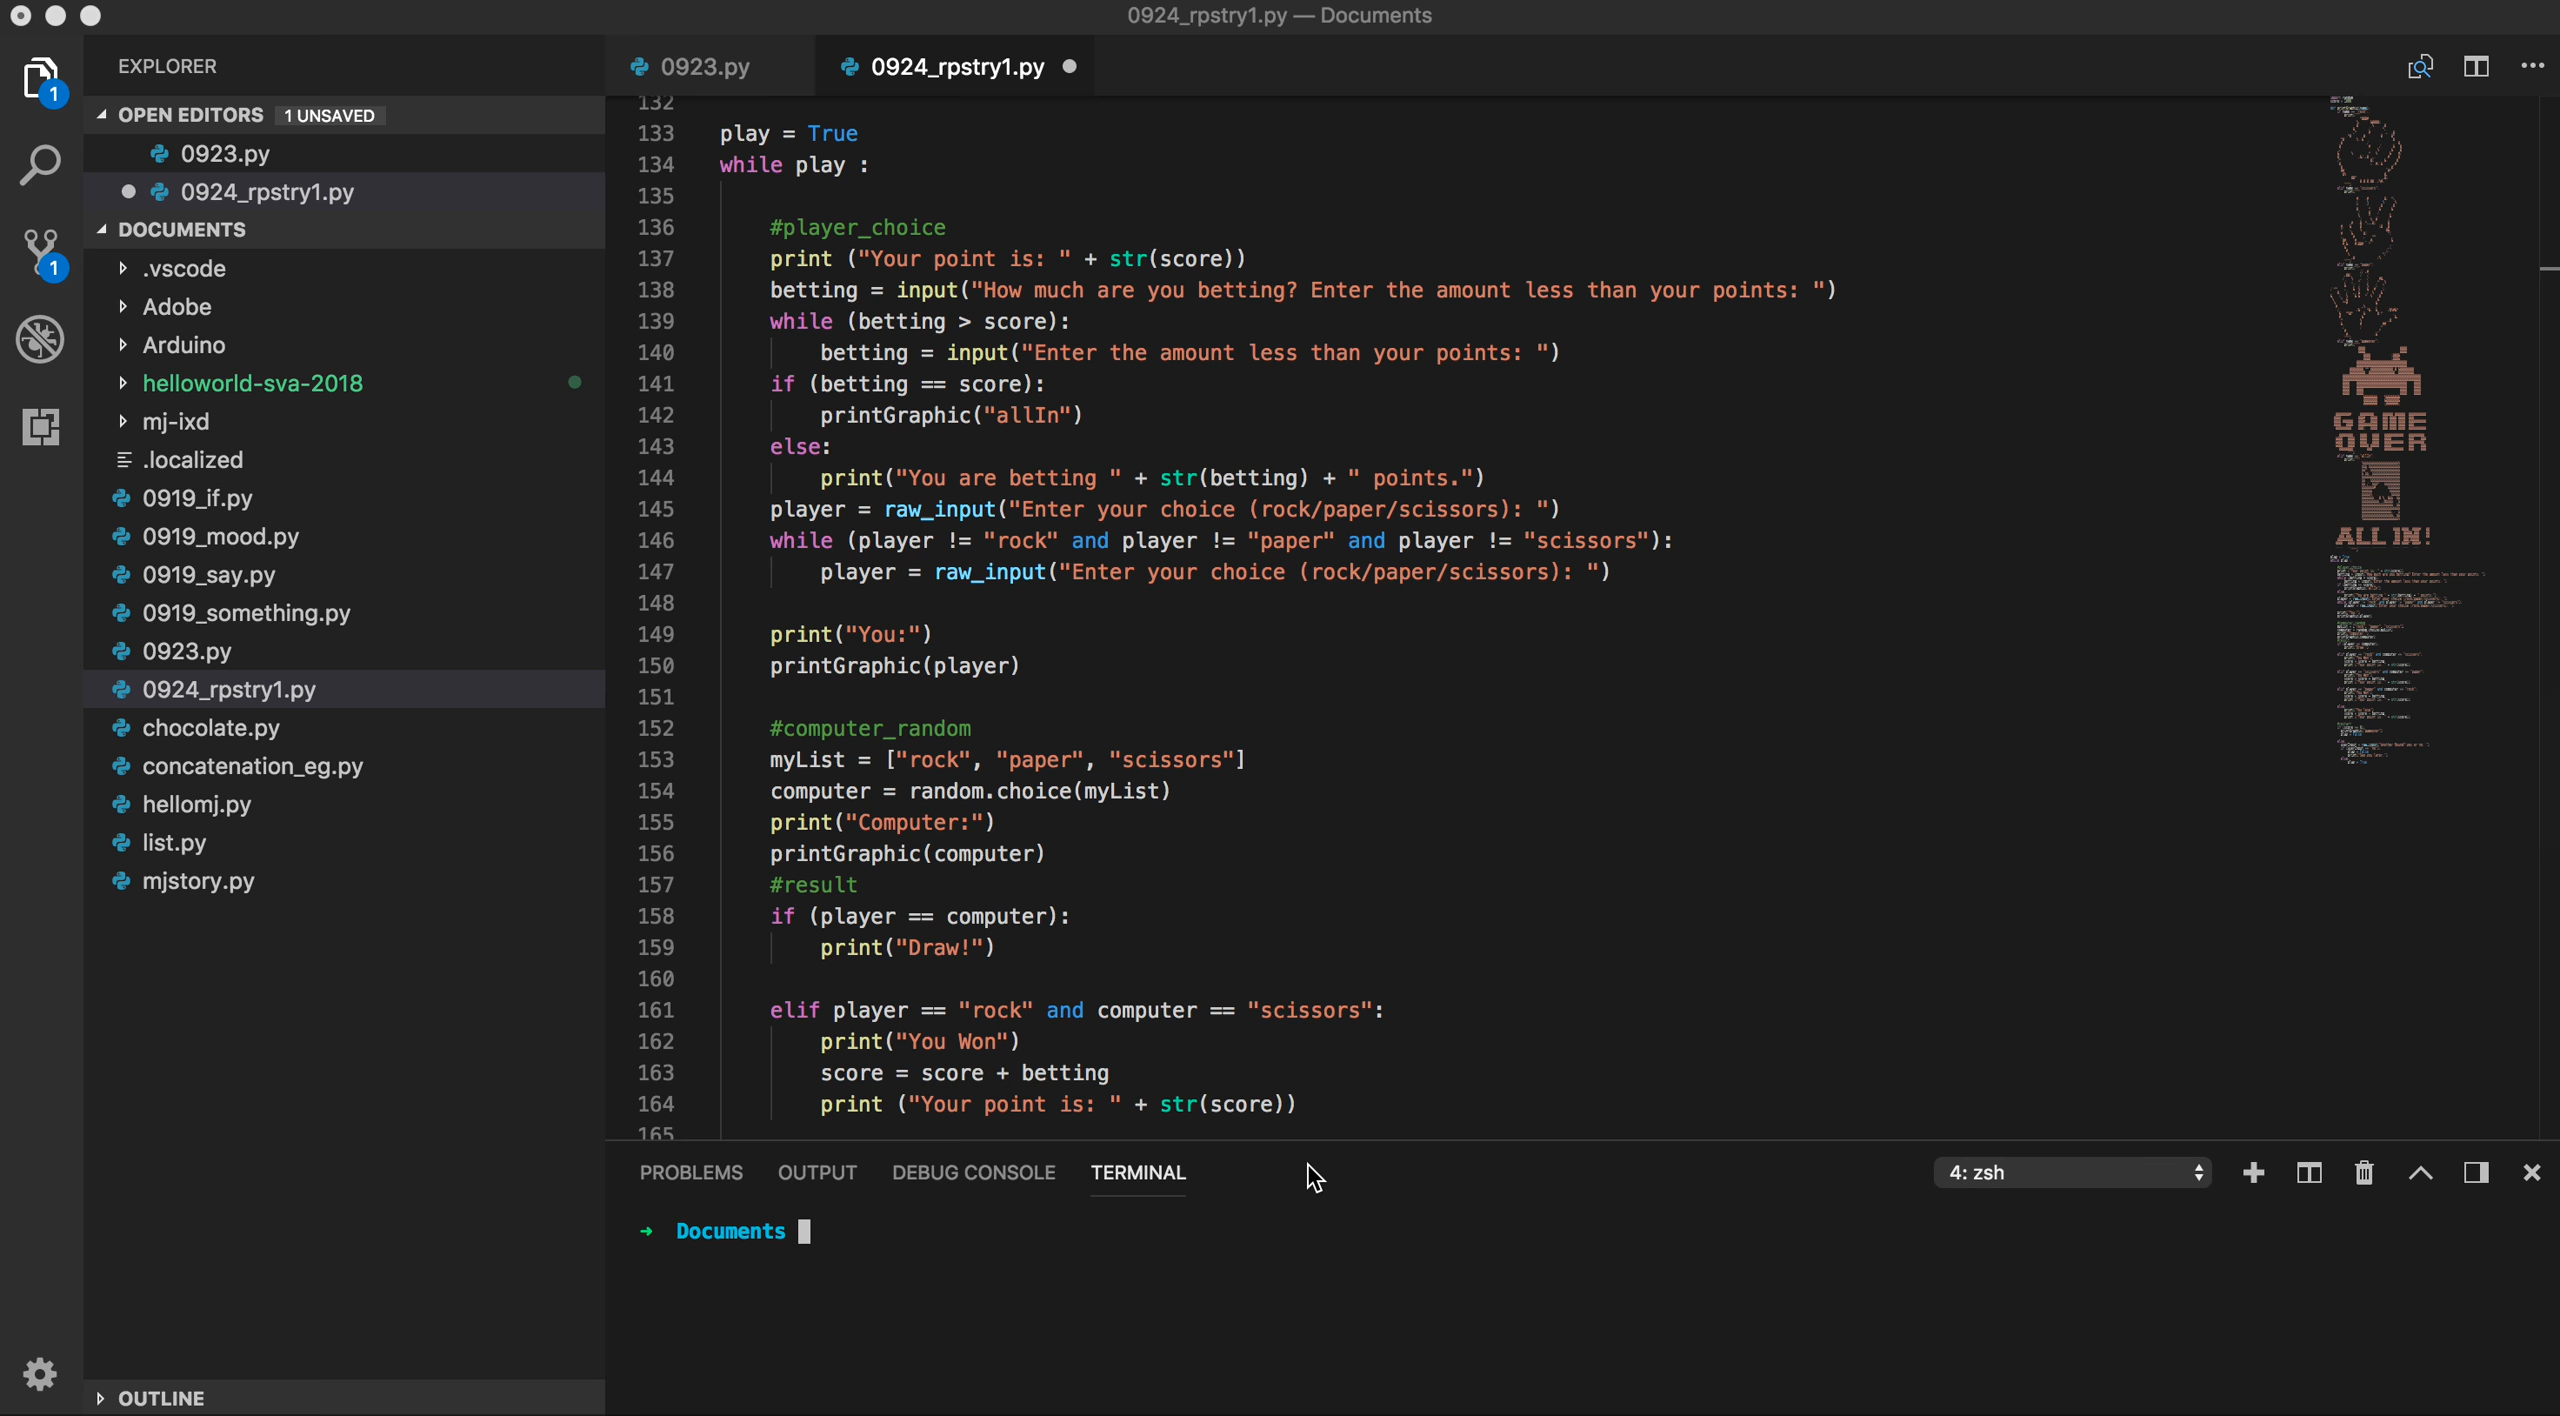 0924_rpstry1.py — Documents
EXPLORER
OPEN EDITORS 1 UNSAVED
0923.py
0924_rpstry1.py
DOCUMENTS
.vscode
Adobe
Arduino
helloworld-sva-2018
mj-ixd
.localized
0919_if.py
0919_mood.py
0919_say.py
0919_something.py
0923.py
0924_rpstry1.py
chocolate.py
concatenation_eg.py
hellomj.py
list.py
mjstory.py
OUTLINE
1
1
0923.py 0924_rpstry1.py
132
133 play = True
134 while play :
135
136 #player_choice
137 print ("Your point is: " + str(score))
138 betting = input("How much are you betting? Enter the amount less than your points: ")
139 while (betting > score):
140 betting = input("Enter the amount less than your points: ")
141 if (betting == score):
142 printGraphic("allIn")
143 else:
144 print("You are betting " + str(betting) + " points.")
145 player = raw_input("Enter your choice (rock/paper/scissors): ")
146 while (player != "rock" and player != "paper" and player != "scissors"):
147 player = raw_input("Enter your choice (rock/paper/scissors): ")
148
149 print("You:")
150 printGraphic(player)
151
152 #computer_random
153 myList = ["rock", "paper", "scissors"]
154 computer = random.choice(myList)
155 print("Computer:")
156 printGraphic(computer)
157 #result
158 if (player == computer):
159 print("Draw!")
160
161 elif player == "rock" and computer == "scissors":
162 print("You Won")
163 score = score + betting
164 print ("Your point is: " + str(score))
165
GAME
OVER
ALL IN!
PROBLEMS OUTPUT DEBUG CONSOLE TERMINAL 4: zsh
➜ Documents